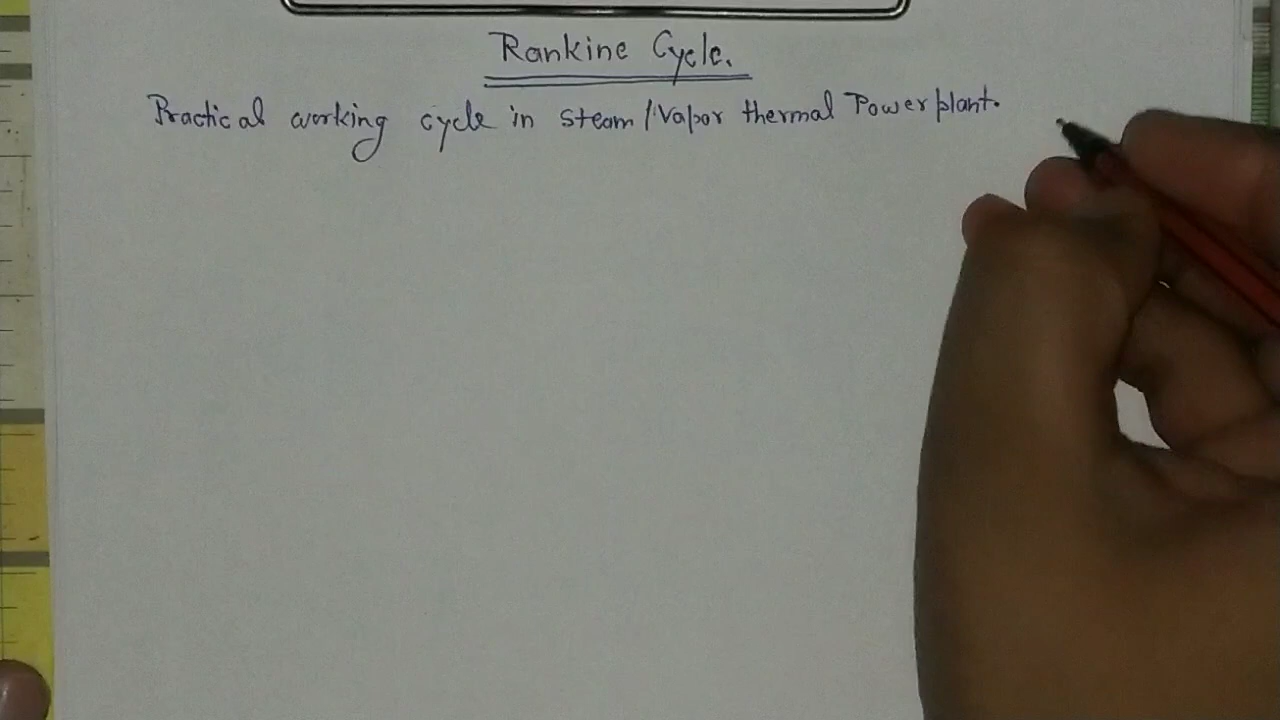 Rankine Cycle.
Practical working cycle in steam/Vapor thermal Power plant.